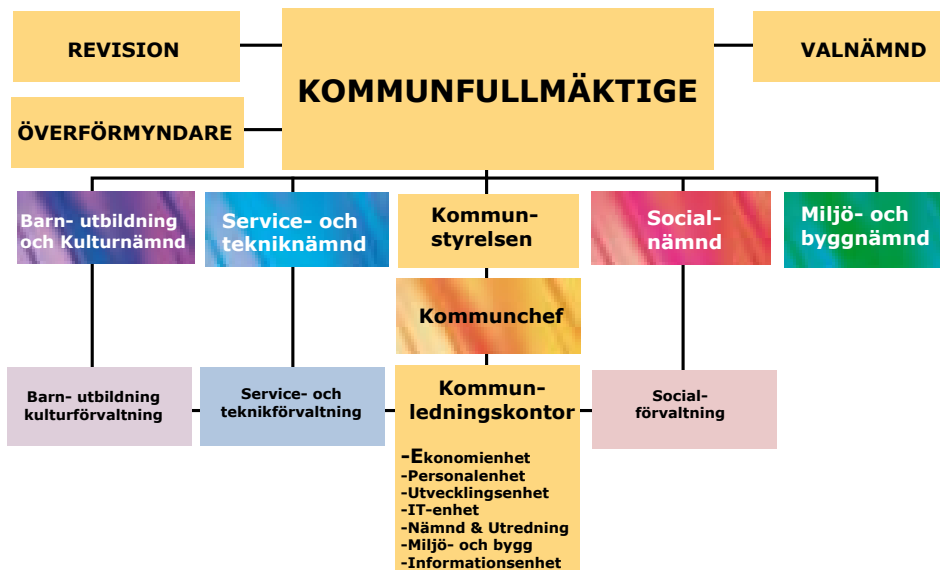 REVISION
KOMMUNFULLMÄKTIGE
VALNÄMND
ÖVERFÖRMYNDARE
Barn- utbildning
och Kulturnämnd
Service- och
tekniknämnd
Kommun-
styrelsen
Social-
nämnd
Miljö- och
byggnämnd
Kommunchef
Barn- utbildning
kulturförvaltning
Service- och
teknikförvaltning
Kommun-
ledningskontor
-Ekonomienhet
-Personalenhet
-Utvecklingsenhet
-IT-enhet
-Nämnd & Utredning
-Miljö- och bygg
-Informationsenhet
Social-
förvaltning